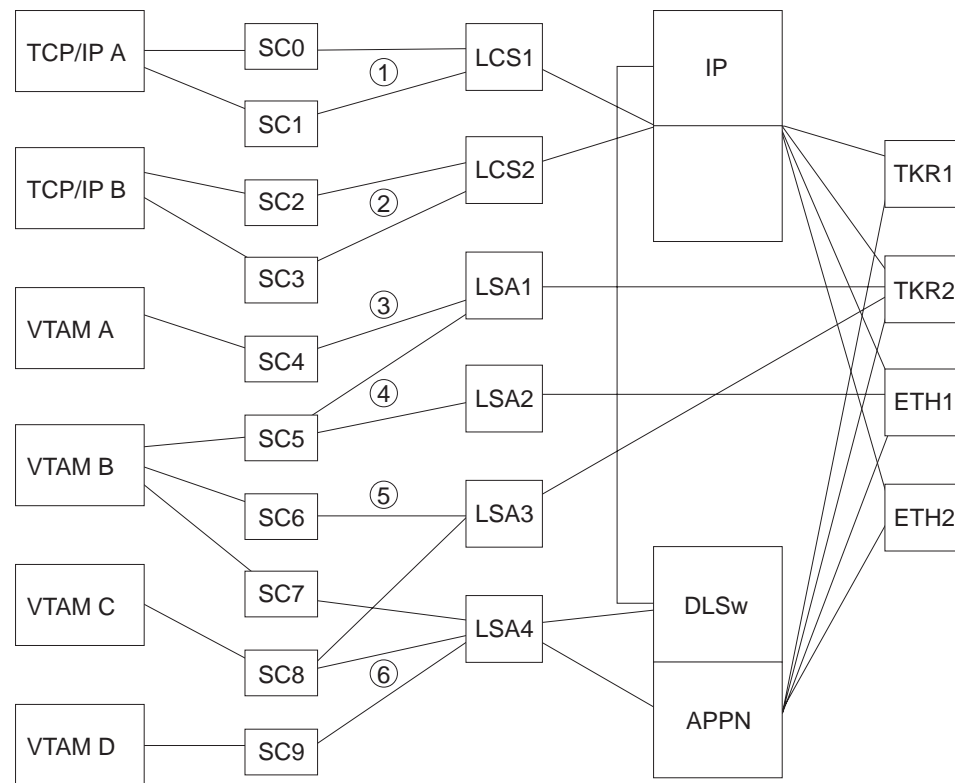 TCP/IP A
TCP/IP B
VTAM A
VTAM B
VTAM C
VTAM D
SC0
SC1
SC2
SC3
SC4
SC5
SC6
SC7
SC8
SC9
1
2
3
4
5
6
LCS1
LCS2
LSA1
LSA2
LSA3
LSA4
IP
DLSw
APPN
TKR1
TKR2
ETH1
ETH2